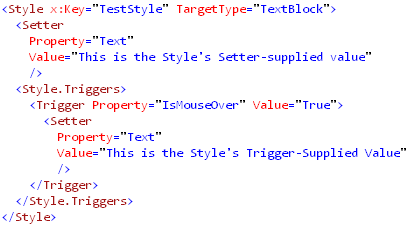 <Style x:Key="TestStyle" TargetType="TextBlock">
  <Setter
    Property="Text"
    Value="This is the Style's Setter-supplied value"
    />
  <Style.Triggers>
    <Trigger Property="IsMouseOver" Value="True">
      <Setter
        Property="Text"
        Value="This is the Style's Trigger-Supplied Value"
        />
    </Trigger>
  </Style.Triggers>
</Style>